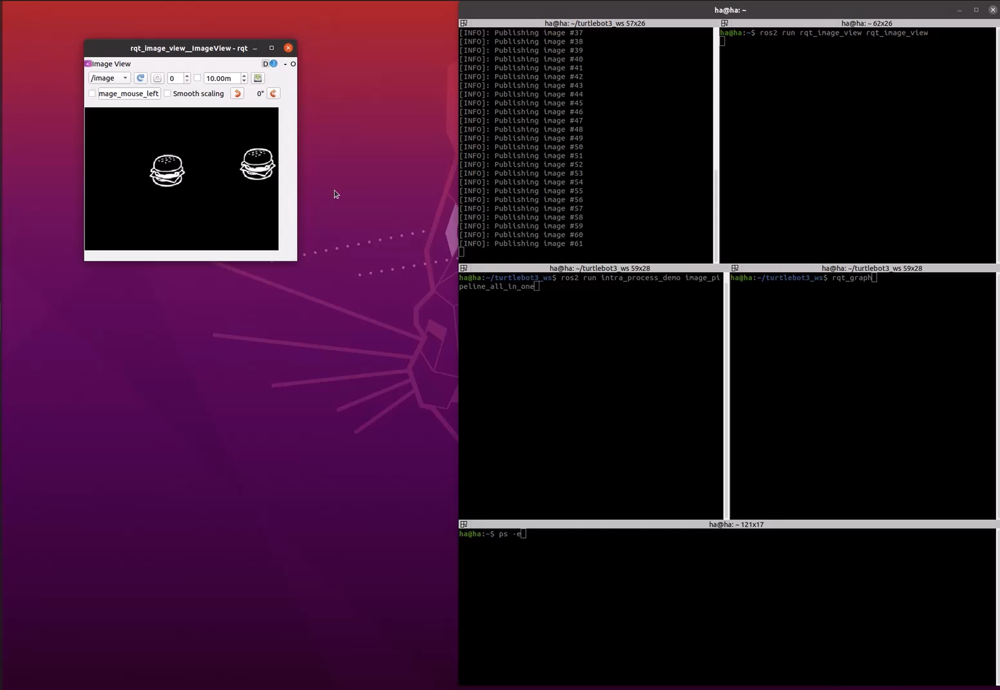 rqt_image_view__ImageView - rqt
Image View
D
- O
/image
0
10.00m
mage_mouse_left
Smooth scaling
0°
ha@ha: ~
ha@ha: ~/turtlebot3_ws 57x26
[INFO]: Publishing image #37
[INFO]: Publishing image #38
[INFO]: Publishing image #39
[INFO]: Publishing image #40
[INFO]: Publishing image #41
[INFO]: Publishing image #42
[INFO]: Publishing image #43
[INFO]: Publishing image #44
[INFO]: Publishing image #45
[INFO]: Publishing image #46
[INFO]: Publishing image #47
[INFO]: Publishing image #48
[INFO]: Publishing image #49
[INFO]: Publishing image #50
[INFO]: Publishing image #51
[INFO]: Publishing image #52
[INFO]: Publishing image #53
[INFO]: Publishing image #54
[INFO]: Publishing image #55
[INFO]: Publishing image #56
[INFO]: Publishing image #57
[INFO]: Publishing image #58
[INFO]: Publishing image #59
[INFO]: Publishing image #60
[INFO]: Publishing image #61
ha@ha: ~ 62x26
ha@ha:~$ ros2 run rqt_image_view rqt_image_view
ha@ha: ~/turtlebot3_ws 59x28
ha@ha:~/turtlebot3_ws$ ros2 run intra_process_demo image_pi
peline_all_in_one
ha@ha: ~/turtlebot3_ws 59x28
ha@ha:~/turtlebot3_ws$ rqt_graph
ha@ha: ~ 121x17
ha@ha:~$ ps -e